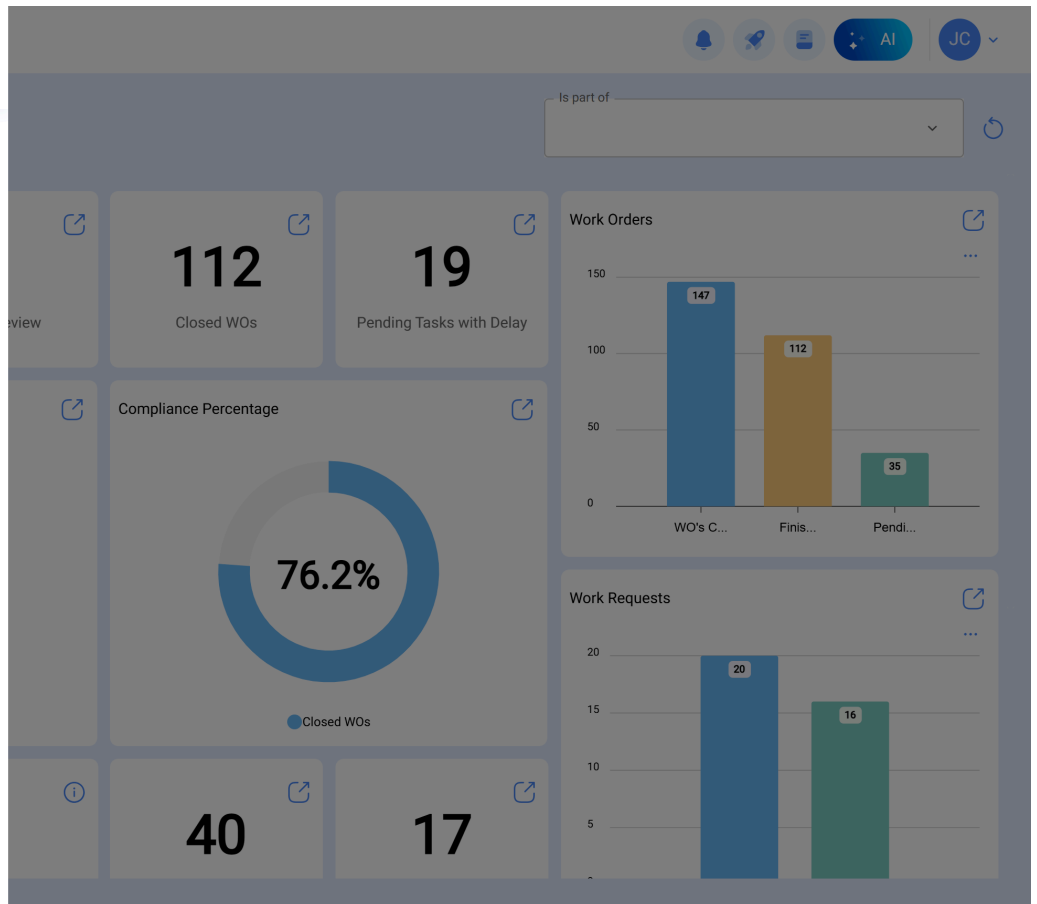 AI
JC
Is part of
eview
112
Closed WOs
19
Pending Tasks with Delay
Work Orders
150
100
50
0
147
112
35
WO's C...
Finis...
Pendi...
Compliance Percentage
76.2%
Closed WOs
Work Requests
20
15
10
5
20
16
40
17